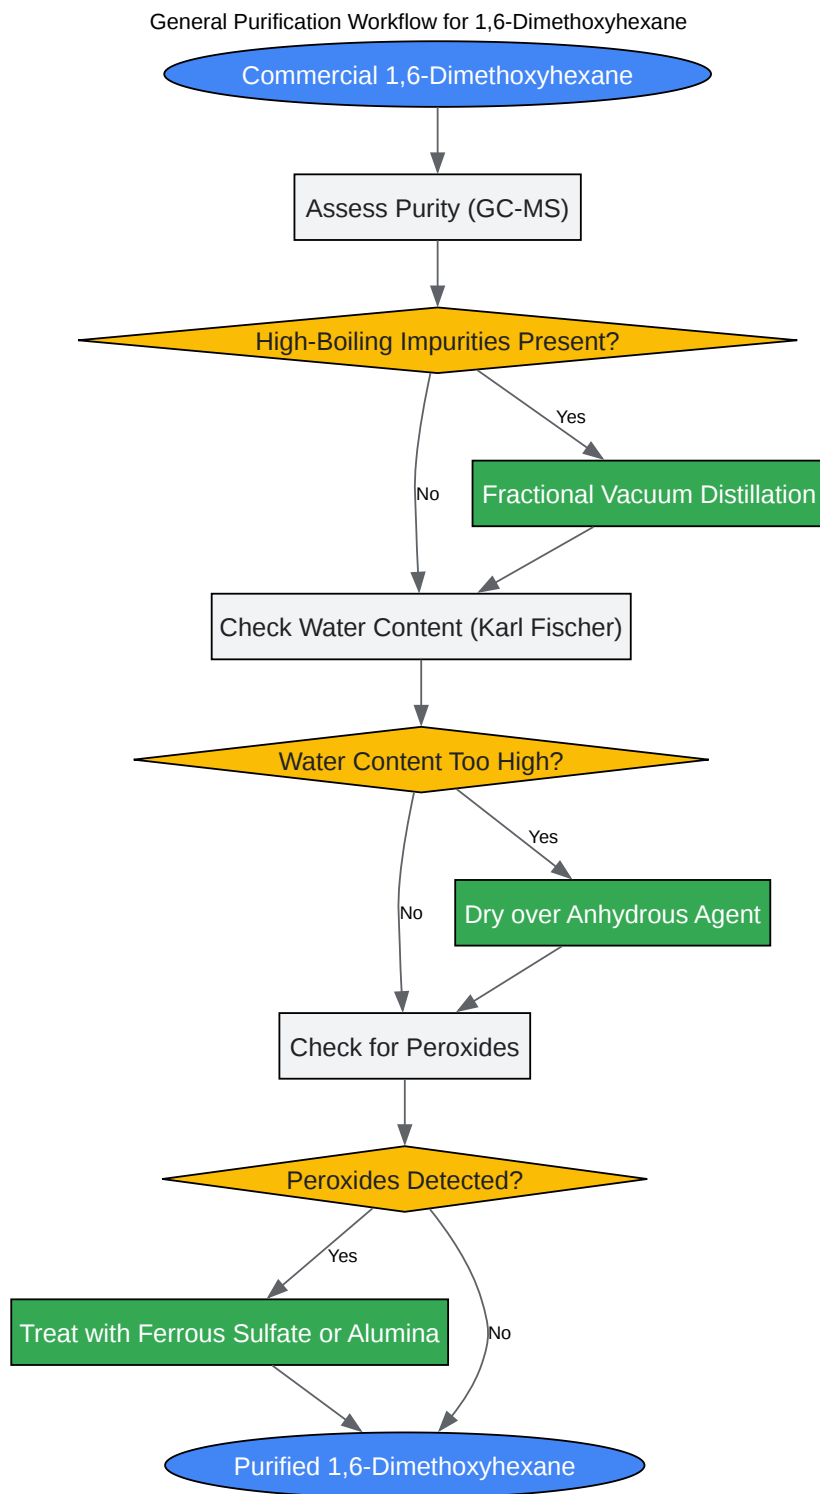 General Purification Workflow for 1,6-Dimethoxyhexane
Commercial 1,6-Dimethoxyhexane
Assess Purity (GC-MS)
High-Boiling Impurities Present?
Yes
No
Fractional Vacuum Distillation
Check Water Content (Karl Fischer)
Water Content Too High?
Yes
No
Dry over Anhydrous Agent
Check for Peroxides
Peroxides Detected?
Yes
Treat with Ferrous Sulfate or Alumina
No
Purified 1,6-Dimethoxyhexane